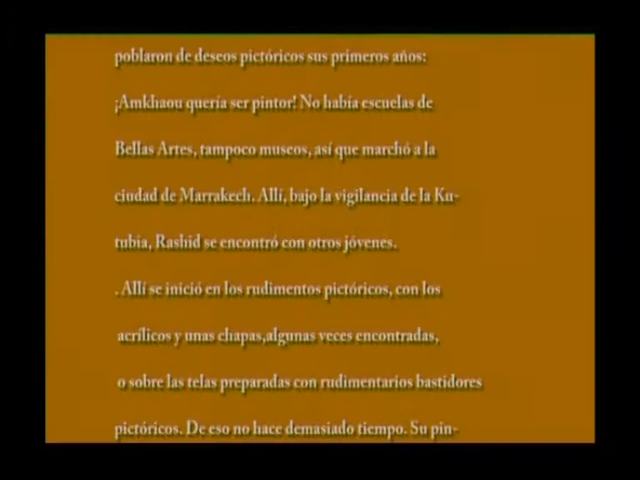 poblaron de deseos pictóricos sus primeros años:
¡Amkhaou quería ser pintor! No había escuelas de
Bellas Artes, tampoco museos, así que marchó a la
ciudad de Marrakech. Allí, bajo la vigilancia de la Ku-
tubia, Rashid se encontró con otros jóvenes.
. Allí se inició en los rudimentos pictóricos, con los
acrílicos y unas chapas,algunas veces encontradas,
o sobre las telas preparadas con rudimentarios bastidores
pictóricos. De eso no hace demasiado tiempo. Su pin-